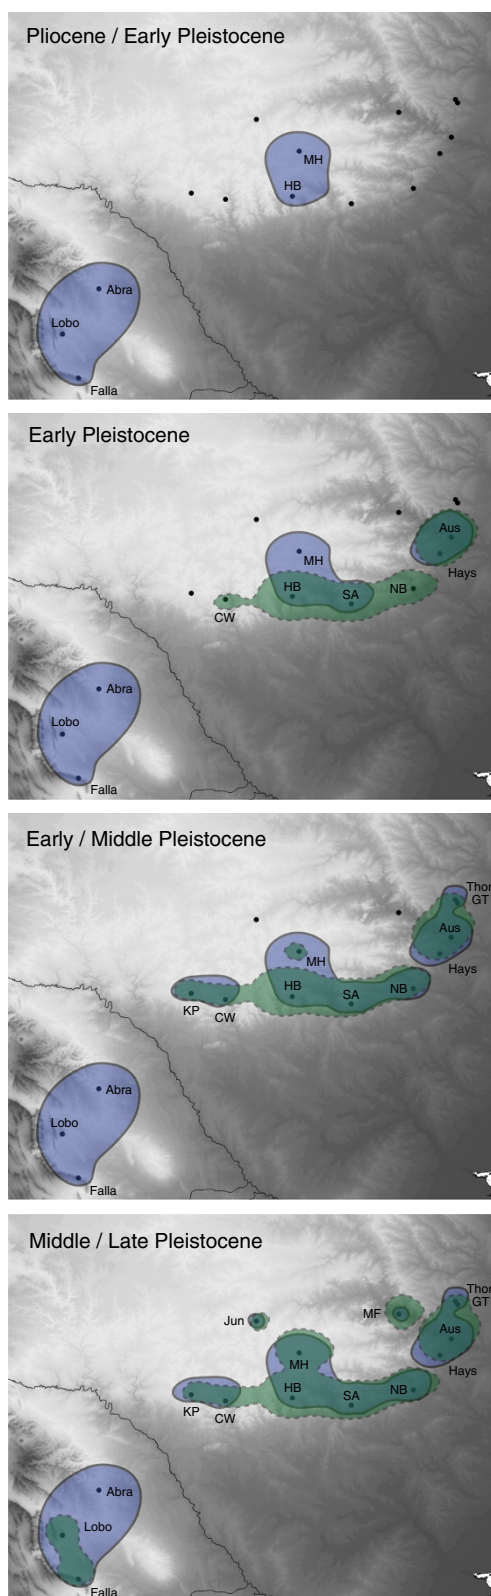 Pliocene / Early Pleistocene
MH
HB
Abra
Lobo
Falla
Early Pleistocene
Aus
MH
Hays
HB
SA
NB
CW
Abra
Lobo
Falla
Early / Middle Pleistocene
Thor
GT
Aus
MH
Hays
HB
SA
NB
KP
CW
Abra
Lobo
Falla
Middle / Late Pleistocene
Thor
GT
Jun
MF
Aus
MH
Hays
HB
SA
NB
KP
CW
Abra
Lobo
Falla